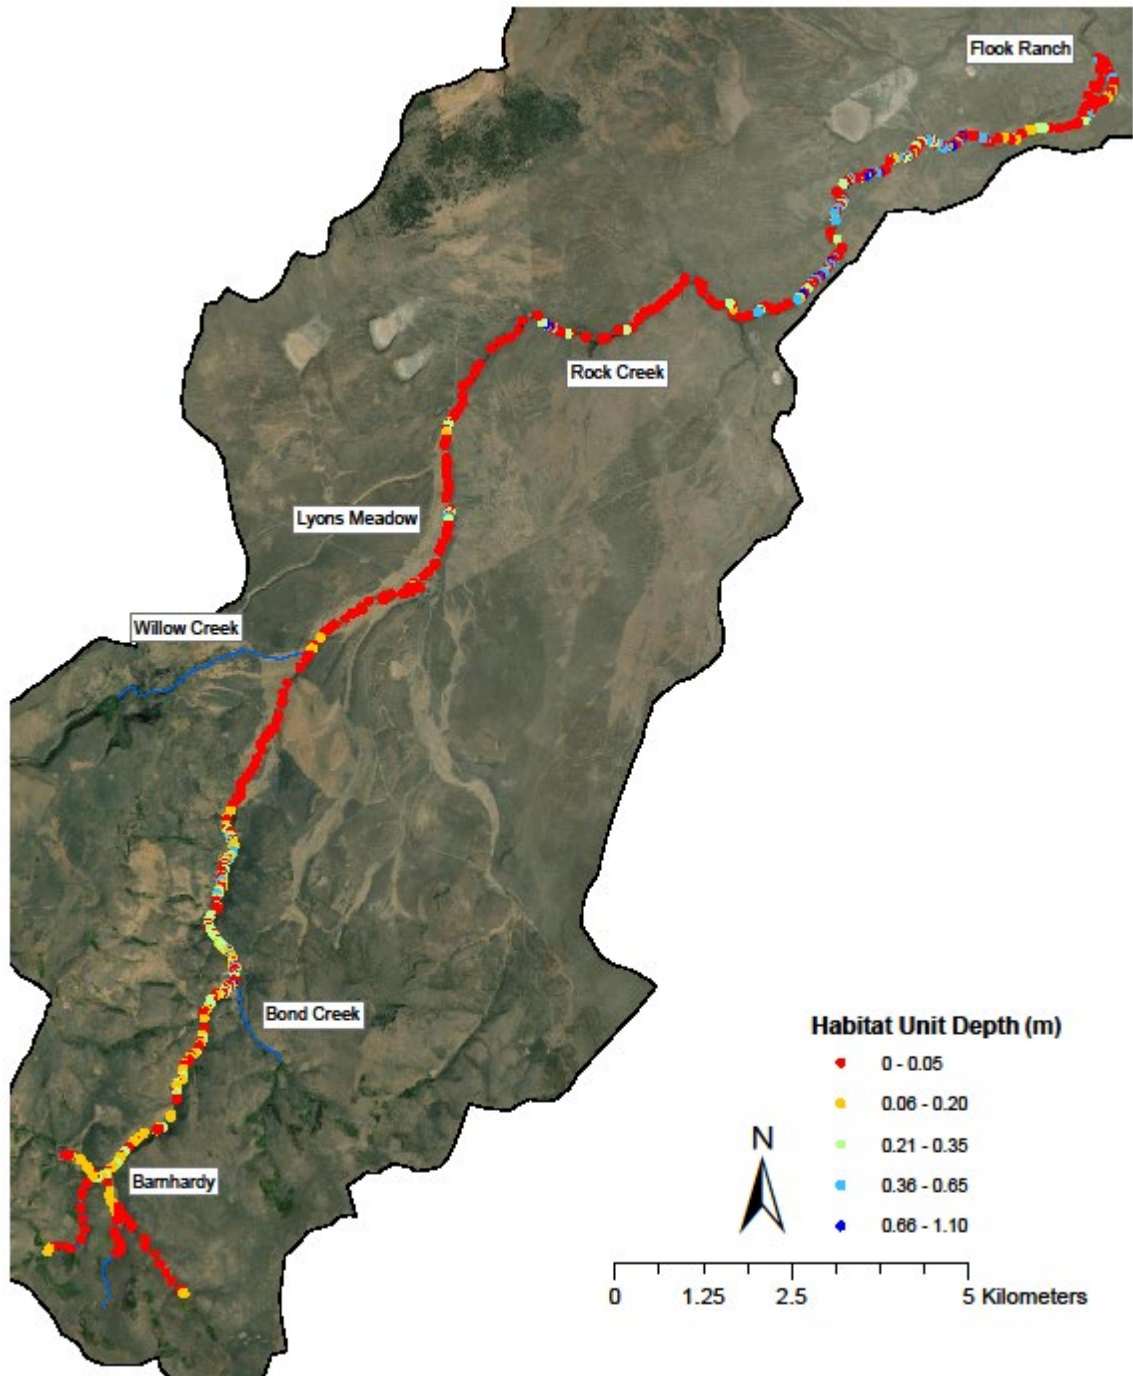 Flook Ranch
Rock Creek
Lyons Meadow
Willow Creek
Bond Creek
Barnhardy
Habitat Unit Depth (m)
0 - 0.05
0.06 - 0.20
0.21 - 0.35
0.36 - 0.65
0.66 - 1.10
N
0 1.25 2.5 5 Kilometers